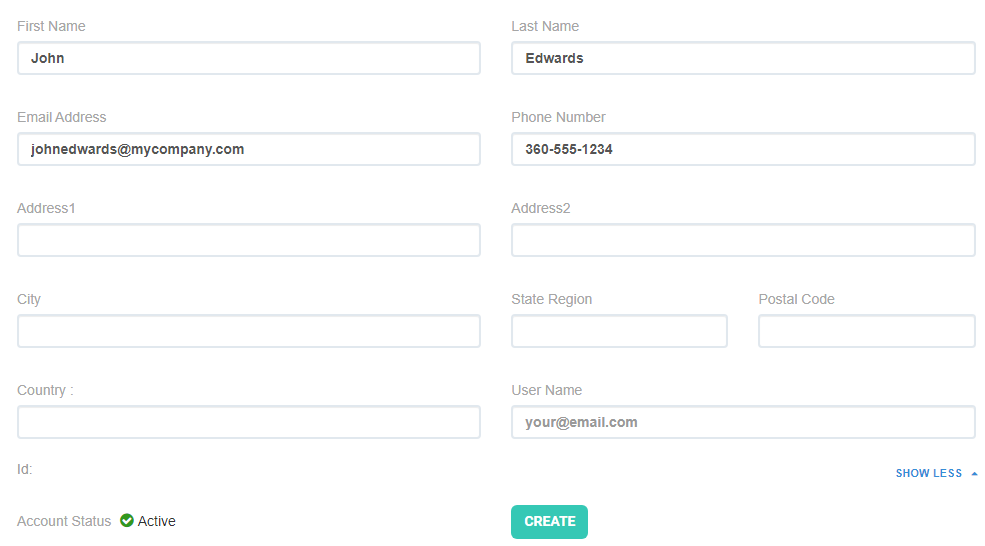 First Name Last Name
John Edwards
Email Address Phone Number
johnedwards@mycompany.com 360-555-1234
Address1 Address2
City State Region Postal Code
Country : User Name
your@email.com
Id: SHOW LESS
Account Status Active CREATE